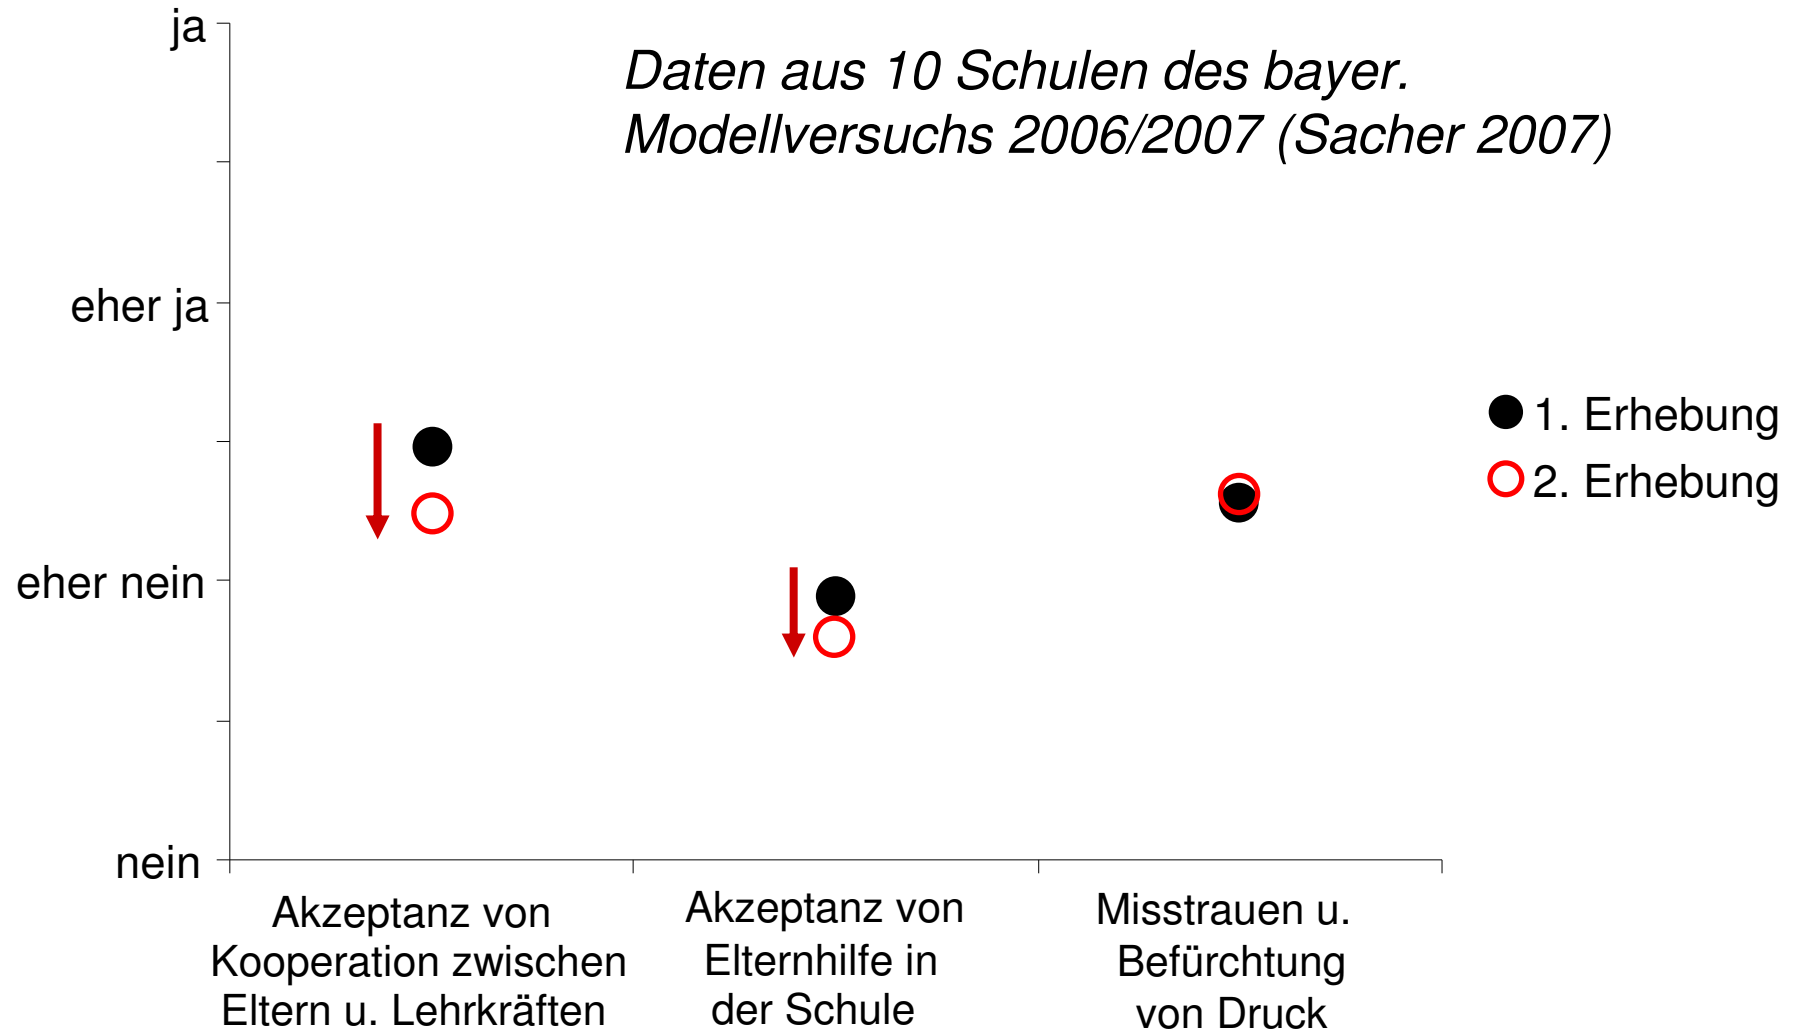 ja
Daten aus 10 Schulen des bayer.
Modellversuchs 2006/2007 (Sacher 2007)
eher ja
1. Erhebung
2. Erhebung
eher nein
nein
Akzeptanz von
Kooperation zwischen
Eltern u. Lehrkräften
Akzeptanz von
Elternhilfe in
der Schule
Misstrauen u.
Befürchtung
von Druck